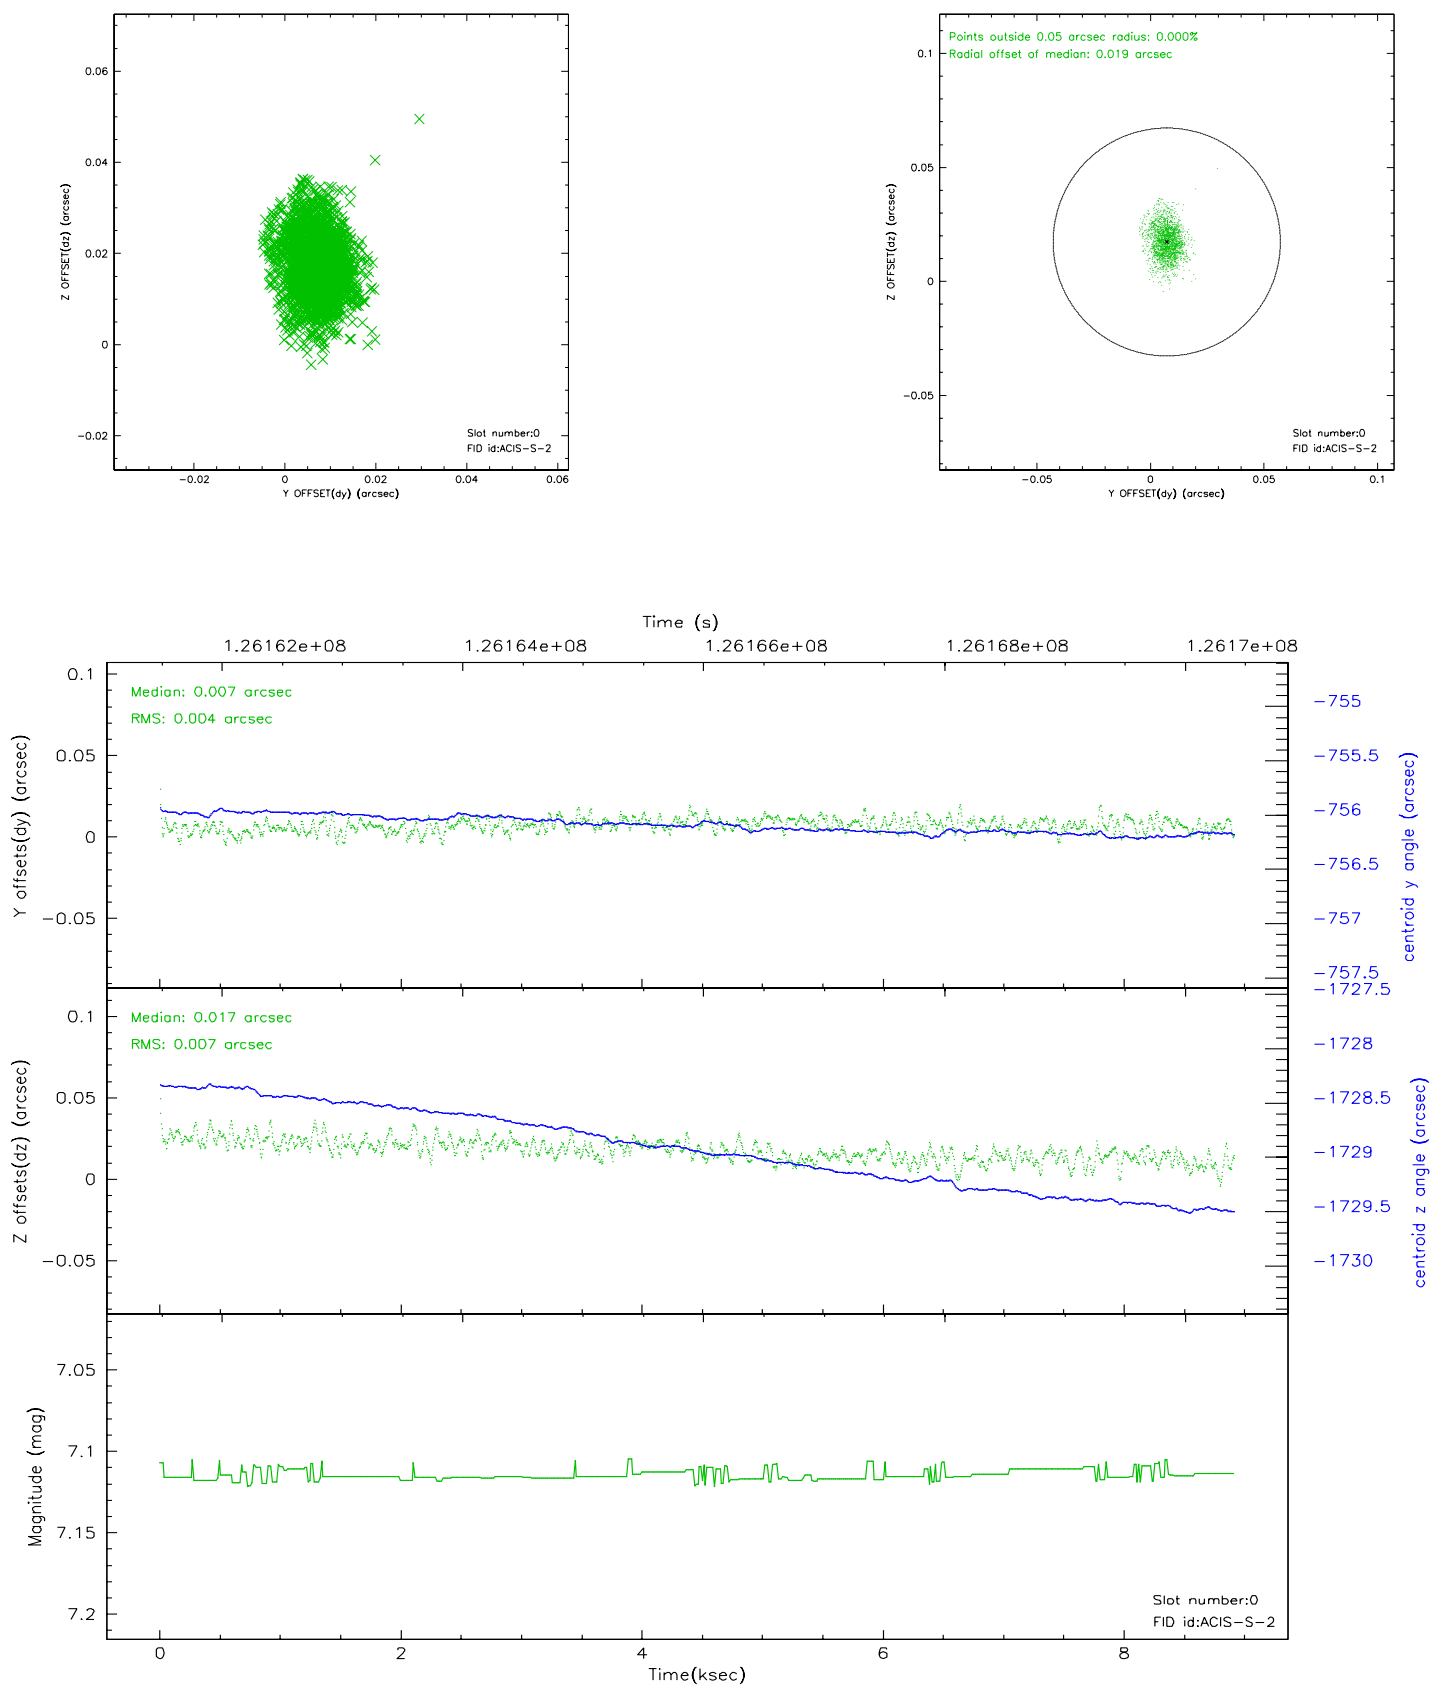 0.06
0.04
0.02
0
-0.02
Z OFFSET(dz) (arcsec)
Slot number:0
FID id:ACIS-S-2
-0.02 0 0.02 0.04 0.06
Y OFFSET(dy) (arcsec)
Points outside 0.05 arcsec radius: 0.000%
Radial offset of median: 0.019 arcsec
0.1
0.05
0
-0.05
Z OFFSET(dz) (arcsec)
Slot number:0
FID id:ACIS-S-2
-0.05 0 0.05 0.1
Y OFFSET(dy) (arcsec)
Time (s)
1.26162e+08 1.26164e+08 1.26166e+08 1.26168e+08 1.2617e+08
Median: 0.007 arcsec
RMS: 0.004 arcsec
0.1
0.05
0
-0.05
Y offsets(dy) (arcsec)
-755
-755.5
-756
-756.5
-757
-757.5
centroid y angle (arcsec)
Median: 0.017 arcsec
RMS: 0.007 arcsec
0.1
0.05
0
-0.05
Z offsets(dz) (arcsec)
-1727.5
-1728
-1728.5
-1729
-1729.5
-1730
centroid z angle (arcsec)
7.05
7.1
7.15
7.2
Magnitude (mag)
Slot number:0
FID id:ACIS-S-2
0 2 4 6 8
Time(ksec)